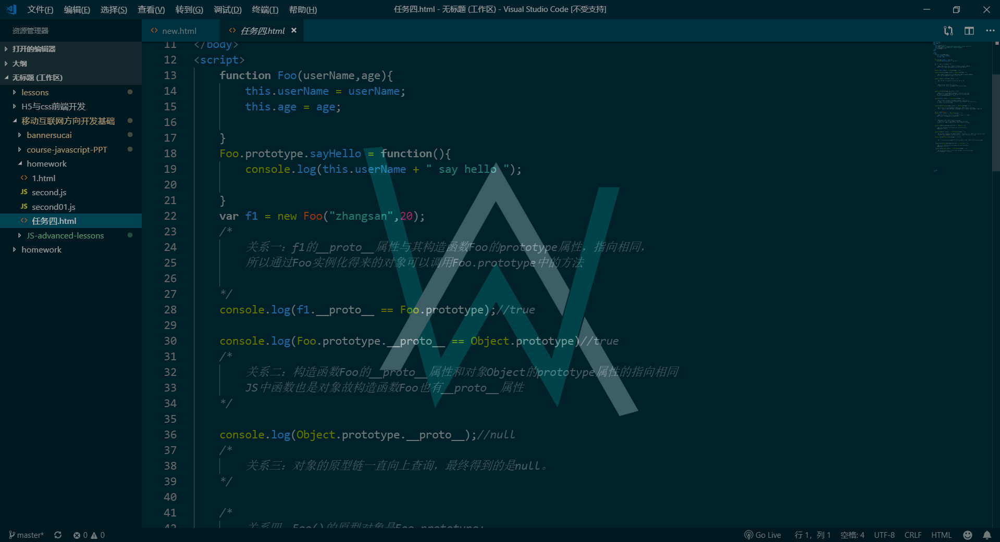 文件(F) 编辑(E) 选择(S) 查看(V) 转到(G) 调试(D) 终端(T) 帮助(H) 任务四.html - 无标题 (工作区) - Visual Studio Code [不受支持]
资源管理器
打开的编辑器
大纲
无标题 (工作区)
lessons
H5与css前端开发
移动互联网方向开发基础
bannersucai
course-javascript-PPT
homework
<> 1.html
JS second.js
JS second01.js
<> 任务四.html
JS-advanced-lessons
homework
<> new.html <> 任务四.html ×
11 </body>
12 <script>
13 function Foo(userName,age){
14 this.userName = userName;
15 this.age = age;
16
17 }
18 Foo.prototype.sayHello = function(){
19 console.log(this.userName + " say hello ");
20
21 }
22 var f1 = new Foo("zhangsan",20);
23 /*
24 关系一：f1的__proto__属性与其构造函数Foo的prototype属性，指向相同，
25 所以通过Foo实例化得来的对象可以调用Foo.prototype中的方法
26
27 */
28 console.log(f1.__proto__ == Foo.prototype);//true
29
30 console.log(Foo.prototype.__proto__ == Object.prototype)//true
31 /*
32 关系二：构造函数Foo的__proto__属性和对象Object的prototype属性的指向相同
33 JS中函数也是对象故构造函数Foo也有__proto__属性
34 */
35
36 console.log(Object.prototype.__proto__);//null
37 /*
38 关系三：对象的原型链一直向上查询，最终得到的是null。
39 */
40
41 /*
42 关系四 Foo()的原型对象是Foo.prototype;
master* 0 0 Go Live 行 1，列 1 空格: 4 UTF-8 CRLF HTML